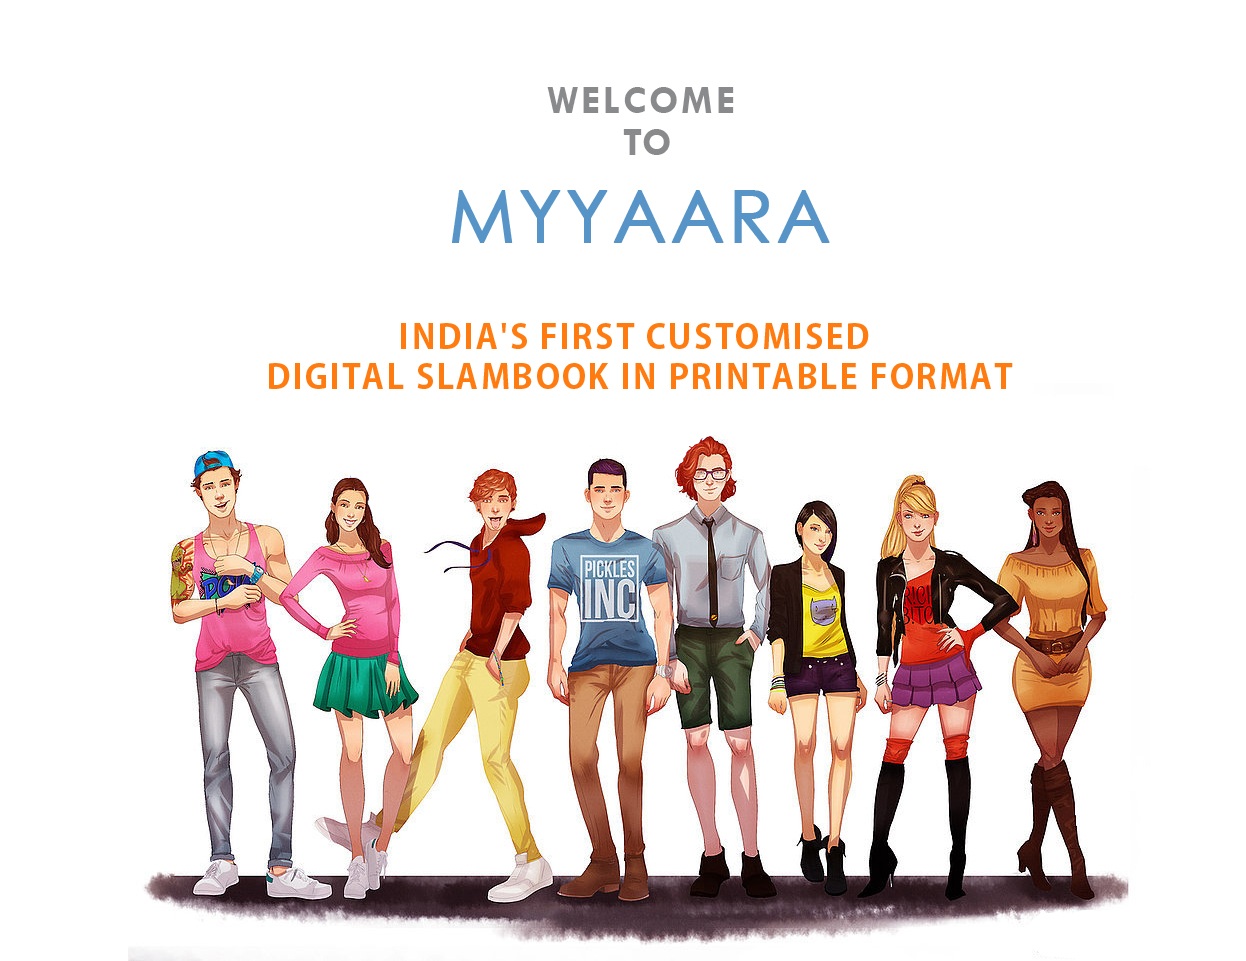 WELCOME
TO
MYYAARA
INDIA'S FIRST CUSTOMISED
DIGITAL SLAMBOOK IN PRINTABLE FORMAT
PICKLES
INC